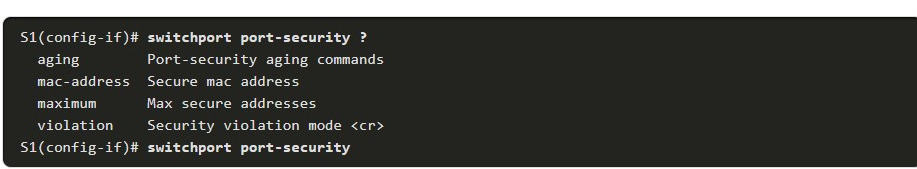 S1(config-if)# switchport port-security ?
aging Port-security aging commands
mac-address Secure mac address
maximum Max secure addresses
violation Security violation mode <cr>
S1(config-if)# switchport port-security